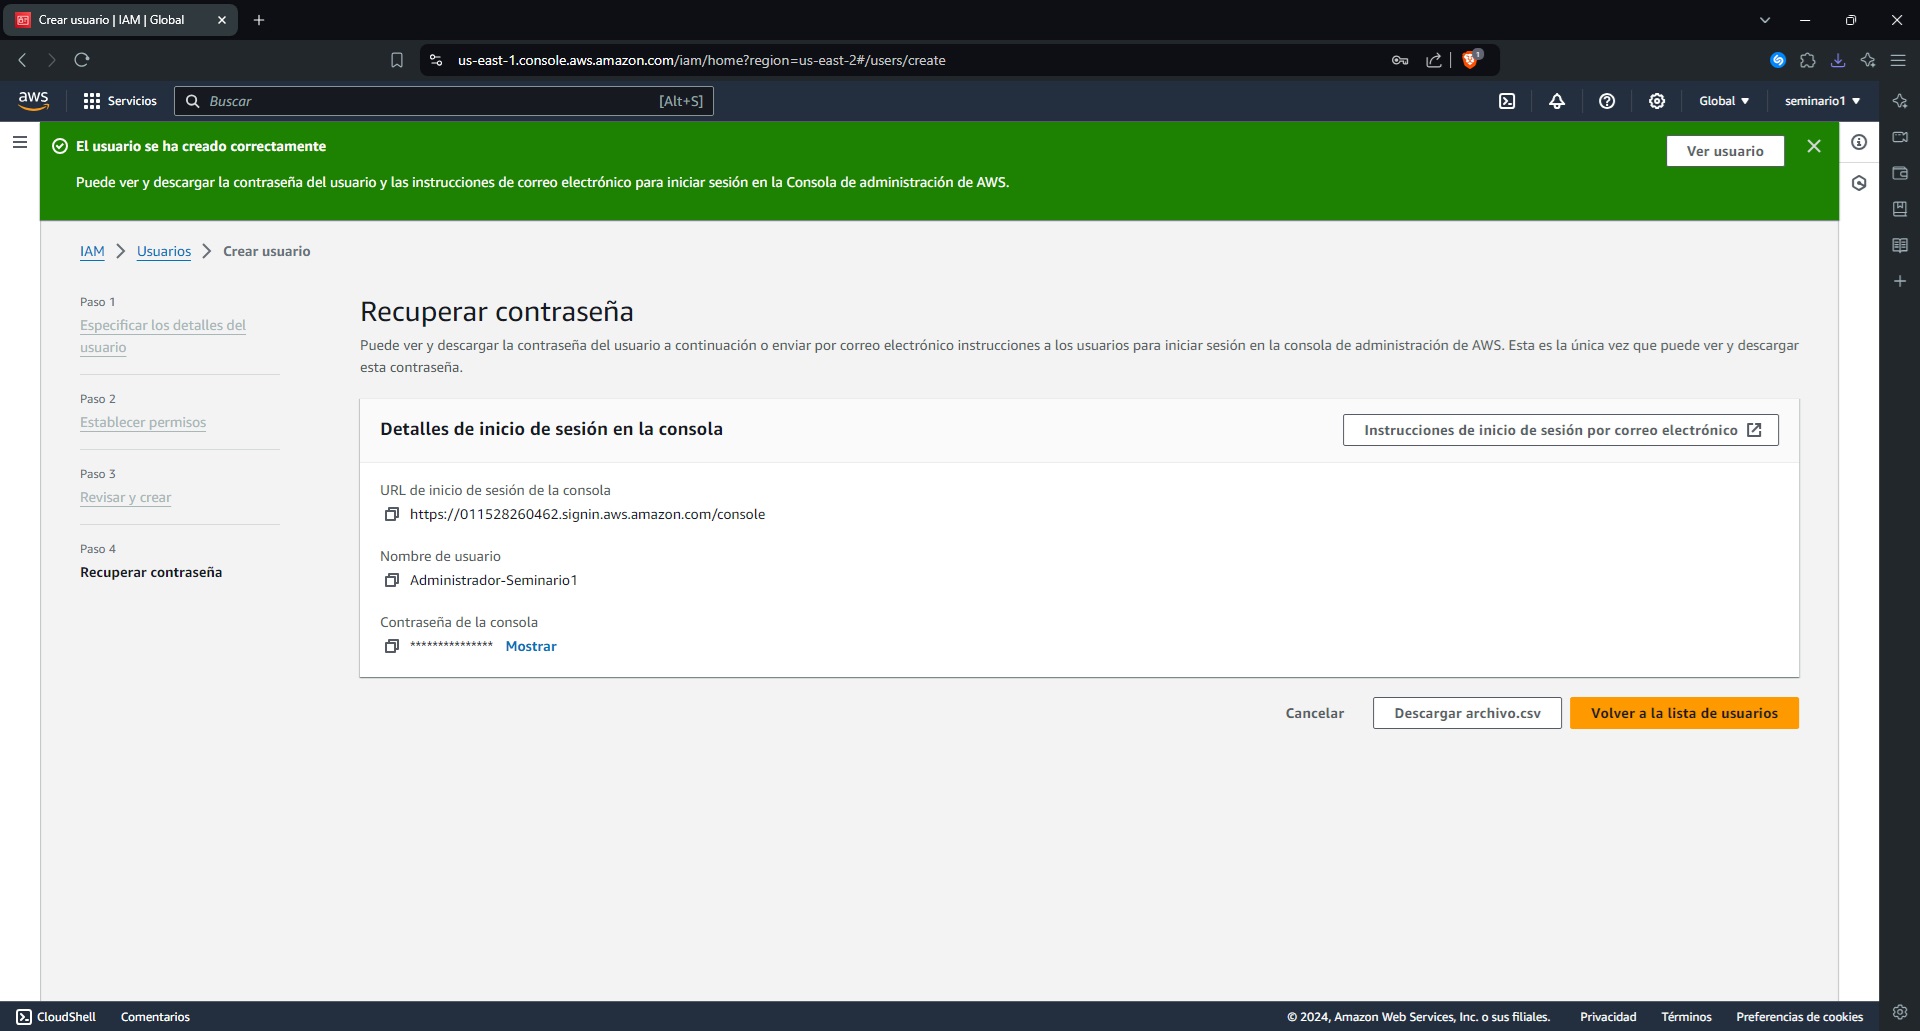 Crear usuario | IAM | Global
us-east-1.console.aws.amazon.com/iam/home?region=us-east-2#/users/create
1
aws
Servicios
Buscar
[Alt+S]
Global
seminario1
El usuario se ha creado correctamente
Ver usuario
Puede ver y descargar la contraseña del usuario y las instrucciones de correo electrónico para iniciar sesión en la Consola de administración de AWS.
IAM
Usuarios
Crear usuario
Paso 1
Especificar los detalles del
usuario
Paso 2
Establecer permisos
Paso 3
Revisar y crear
Paso 4
Recuperar contraseña
Recuperar contraseña
Puede ver y descargar la contraseña del usuario a continuación o enviar por correo electrónico instrucciones a los usuarios para iniciar sesión en la consola de administración de AWS. Esta es la única vez que puede ver y descargar
esta contraseña.
Detalles de inicio de sesión en la consola
Instrucciones de inicio de sesión por correo electrónico
URL de inicio de sesión de la consola
https://011528260462.signin.aws.amazon.com/console
Nombre de usuario
Administrador-Seminario1
Contraseña de la consola
*************** Mostrar
Cancelar
Descargar archivo.csv
Volver a la lista de usuarios
CloudShell
Comentarios
© 2024, Amazon Web Services, Inc. o sus filiales.
Privacidad
Términos
Preferencias de cookies